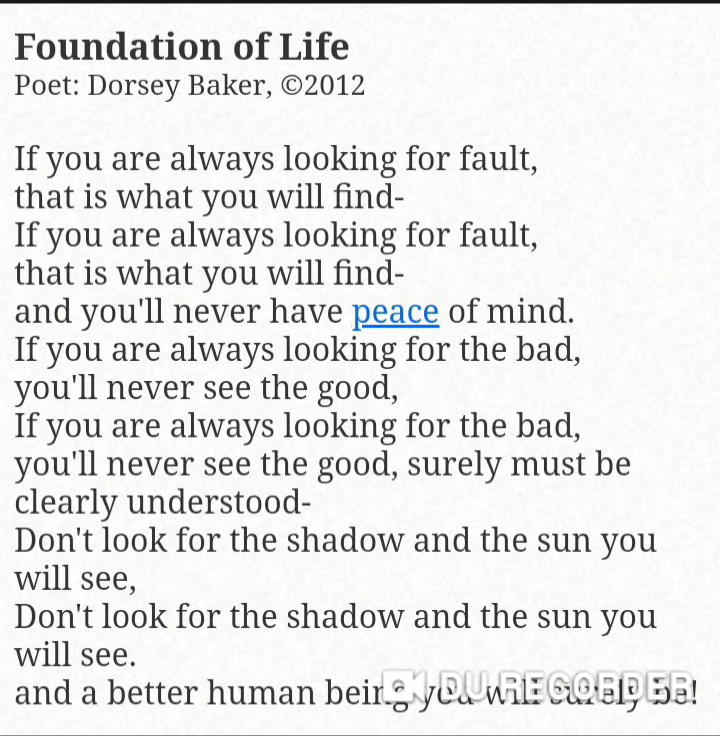 Foundation of Life
Poet: Dorsey Baker, ©2012
If you are always looking for fault,
that is what you will find-
If you are always looking for fault,
that is what you will find-
and you'll never have peace of mind.
If you are always looking for the bad,
you'll never see the good,
If you are always looking for the bad,
you'll never see the good, surely must be
clearly understood-
Don't look for the shadow and the sun you
will see,
Don't look for the shadow and the sun you
will see.
and a better human being you will surely be!
DU RECORDER